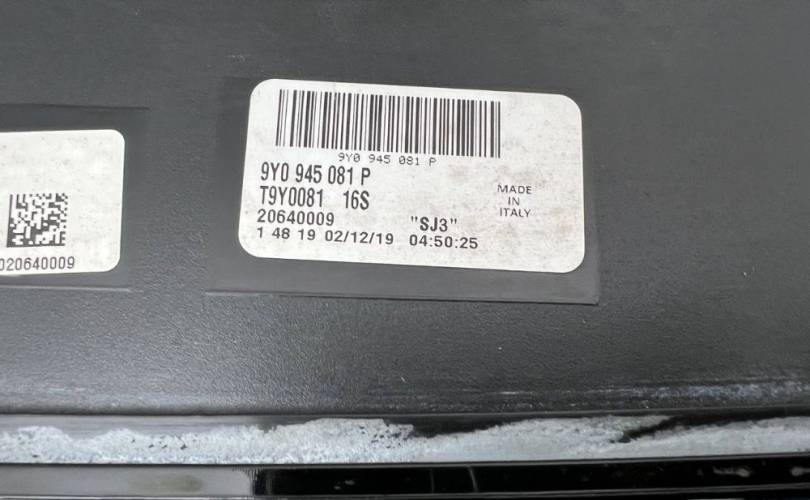 9Y0 945 081 P
9Y0 945 081 P
T9Y0081 16S
20640009 "SJ3"
1 48 19 02/12/19 04:50:25
MADE
IN
ITALY
020640009